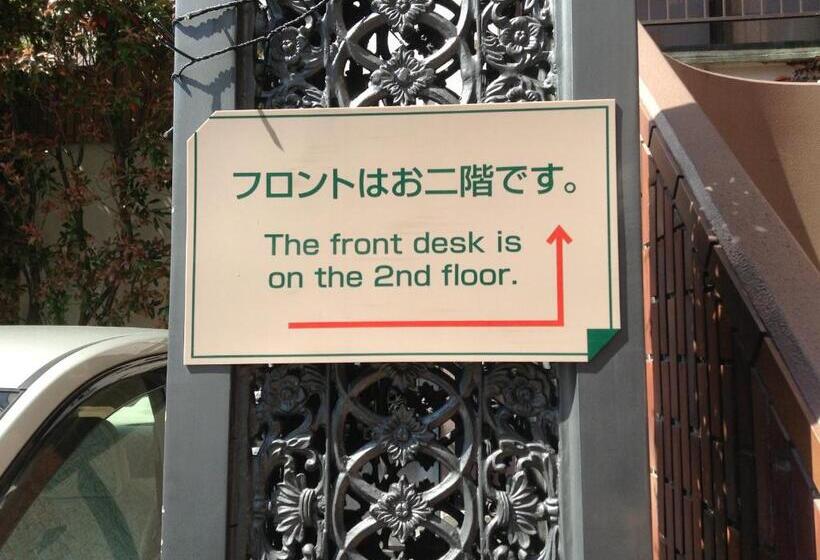 フロントはお二階です。
The front desk is
on the 2nd floor.